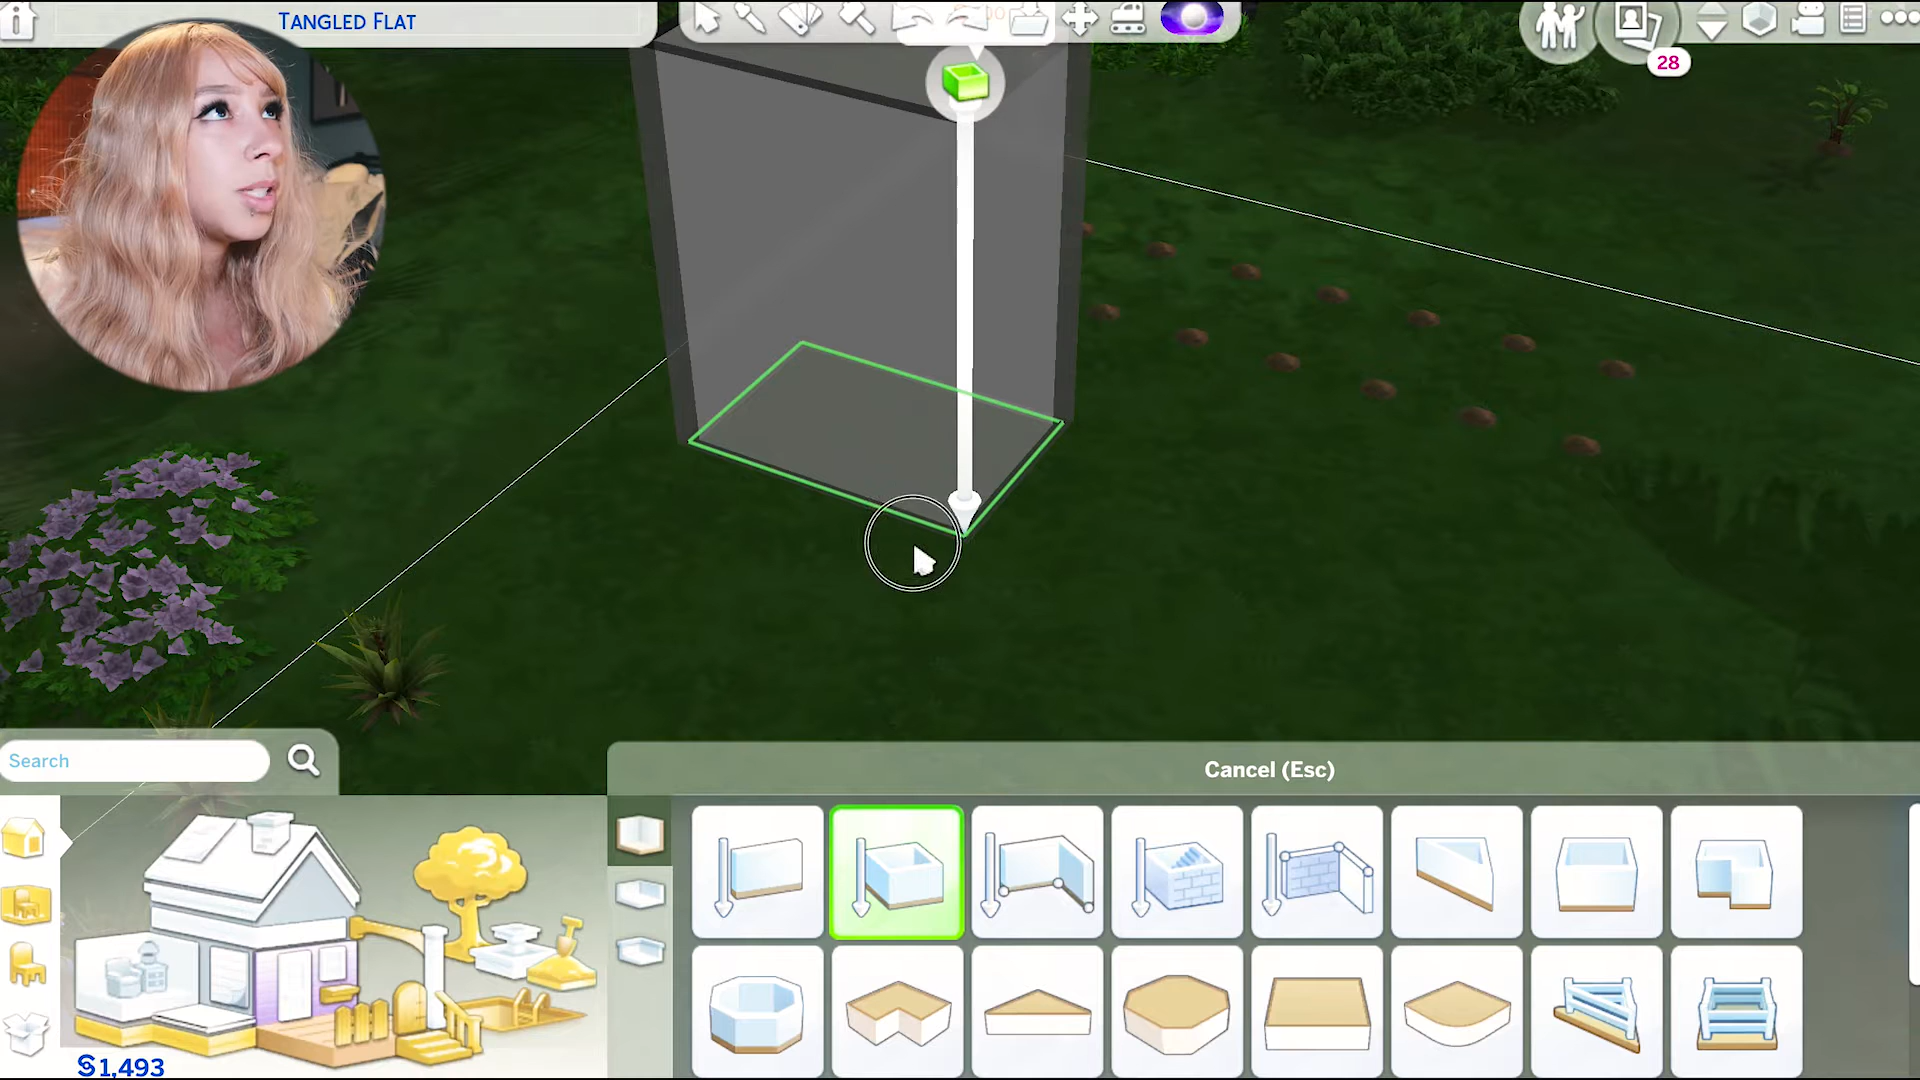 TANGLED FLAT
28
Search
Cancel (Esc)
§1,493